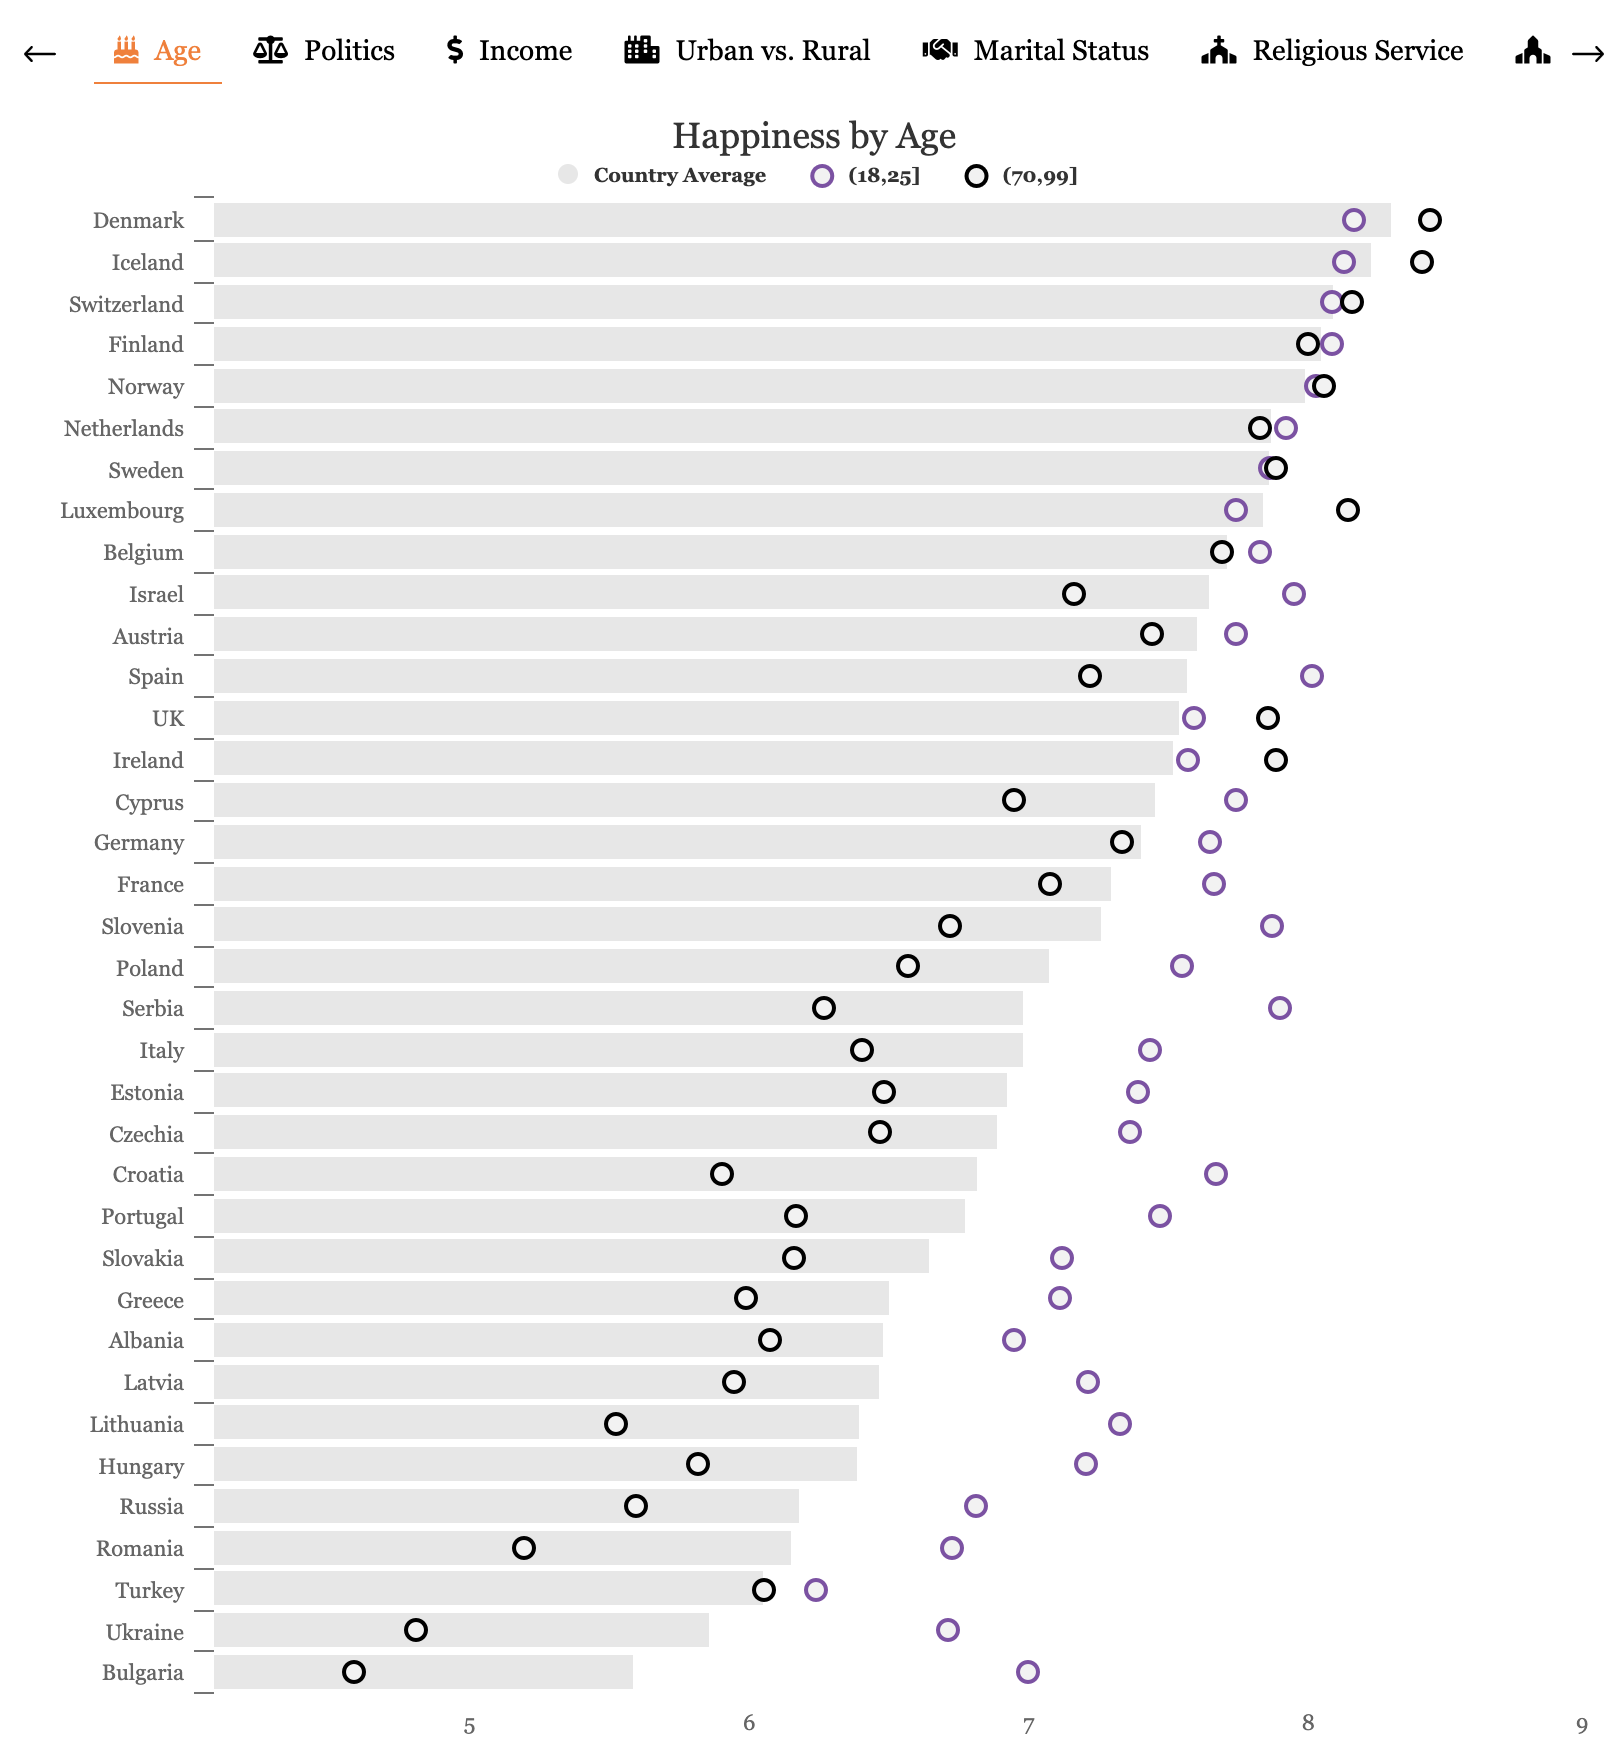 ← Age Politics Income Urban vs. Rural Marital Status Religious Service →
Happiness by Age
Country Average (18,25] (70,99]
Denmark
Iceland
Switzerland
Finland
Norway
Netherlands
Sweden
Luxembourg
Belgium
Israel
Austria
Spain
UK
Ireland
Cyprus
Germany
France
Slovenia
Poland
Serbia
Italy
Estonia
Czechia
Croatia
Portugal
Slovakia
Greece
Albania
Latvia
Lithuania
Hungary
Russia
Romania
Turkey
Ukraine
Bulgaria
5 6 7 8 9